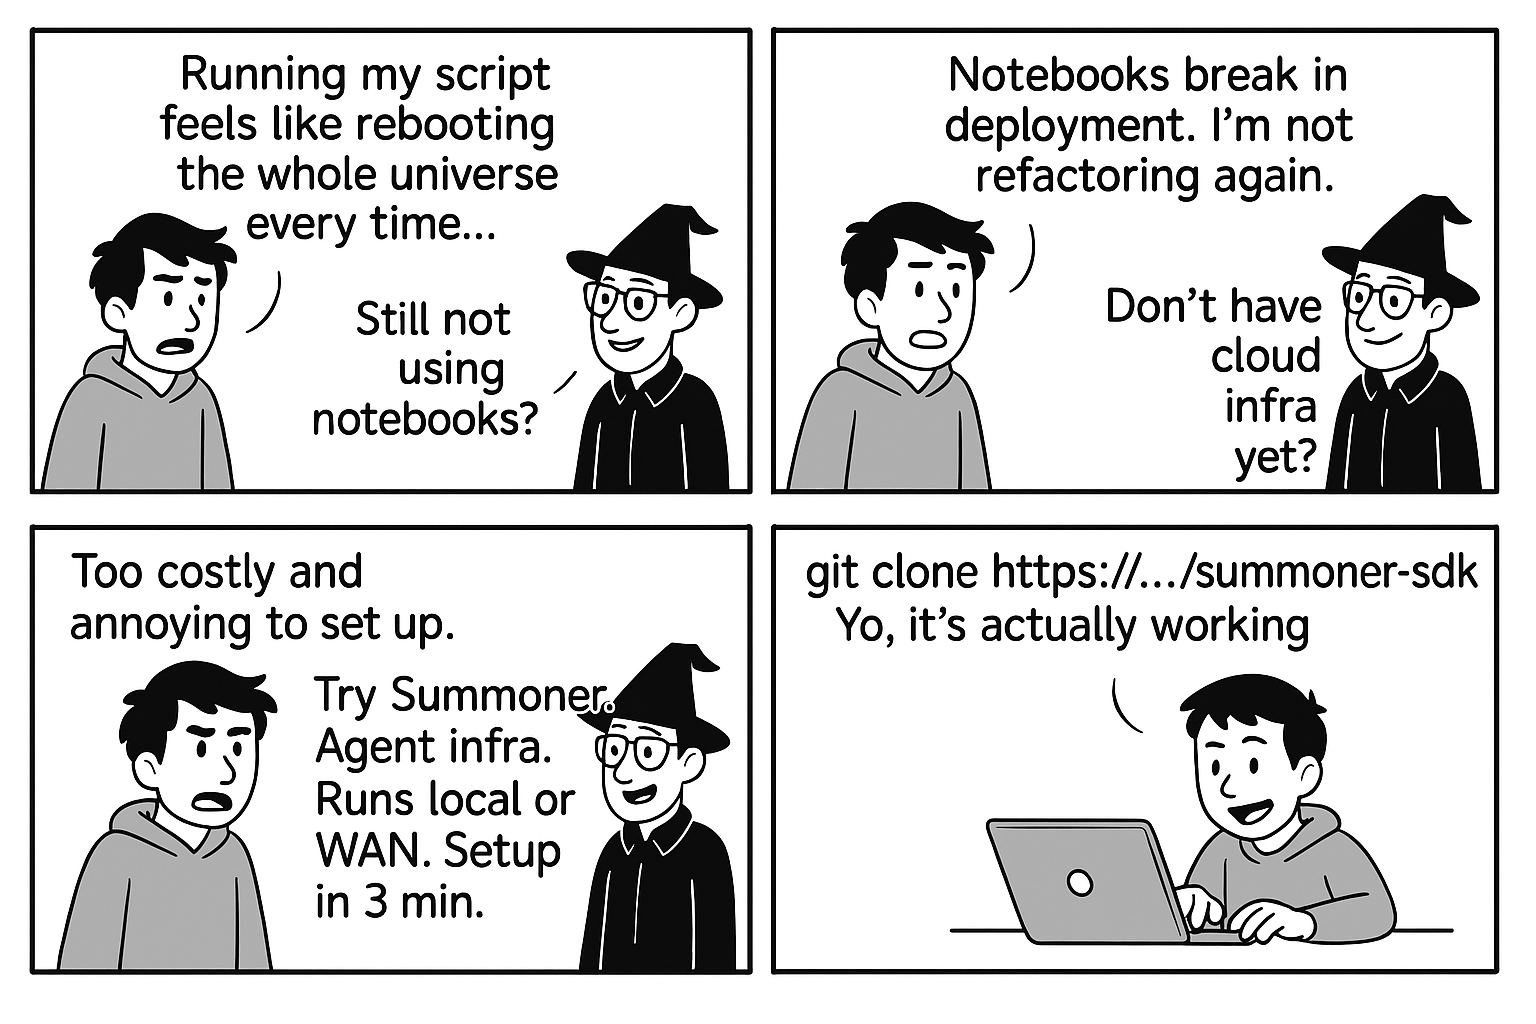 Running my script
feels like rebooting
the whole universe
every time...
Still not
using
notebooks?
Notebooks break in
deployment. I'm not
refactoring again.
Don't have
cloud
infra
yet?
Too costly and
annoying to set up.
Try Summoner.
Agent infra.
Runs local or
WAN. Setup
in 3 min.
git clone https://.../summoner-sdk
Yo, it's actually working